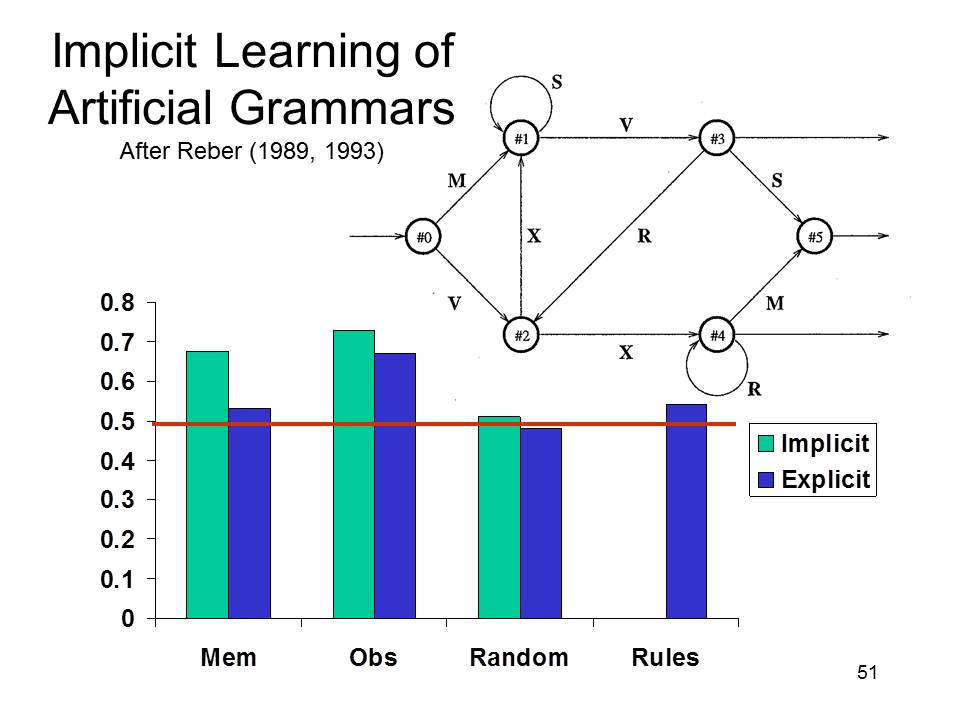 Implicit Learning of
Artificial Grammars
After Reber (1989, 1993)
S
#1
V
#3
M
S
#0
X
R
#5
V
M
#2
X
#4
R
0.8
0.7
0.6
0.5
0.4
0.3
0.2
0.1
0
Implicit
Explicit
Mem Obs Random Rules
51